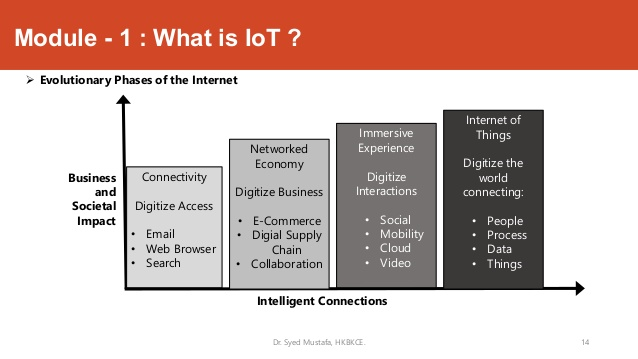 Module - 1 : What is IoT ?
➢ Evolutionary Phases of the Internet
Business
and
Societal
Impact
Connectivity
Digitize Access
• Email
• Web Browser
• Search
Networked
Economy
Digitize Business
• E-Commerce
• Digial Supply
Chain
• Collaboration
Immersive
Experience
Digitize
Interactions
• Social
• Mobility
• Cloud
• Video
Internet of
Things
Digitize the
world
connecting:
• People
• Process
• Data
• Things
Intelligent Connections
Dr. Syed Mustafa, HKBKCE.
14